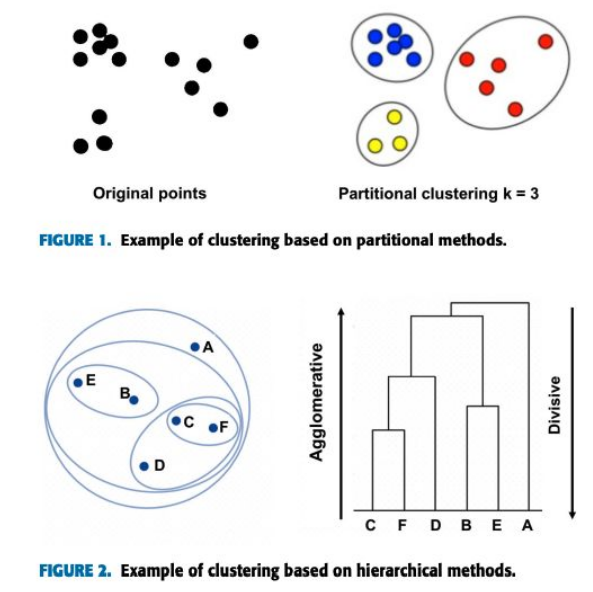 Original points
Partitional clustering k = 3
FIGURE 1. Example of clustering based on partitional methods.
A
E
B
C
F
D
Agglomerative
Divisive
C F D B E A
FIGURE 2. Example of clustering based on hierarchical methods.